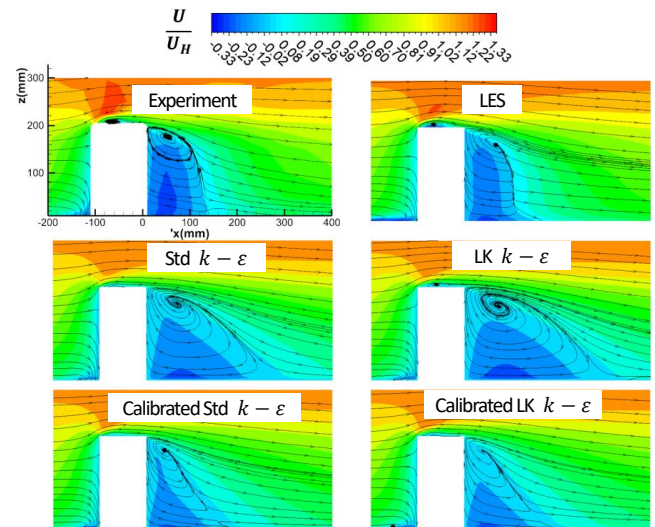 U
U_H
-0.33 -0.23 -0.12 -0.02 0.08 0.19 0.29 0.39 0.50 0.60 0.70 0.81 0.91 1.02 1.12 1.22 1.33
z(mm)
300
200
100
-200 -100 0 100 200 300 400
'x(mm)
Experiment
LES
Std k − ε
LK k − ε
Calibrated Std k − ε
Calibrated LK k − ε